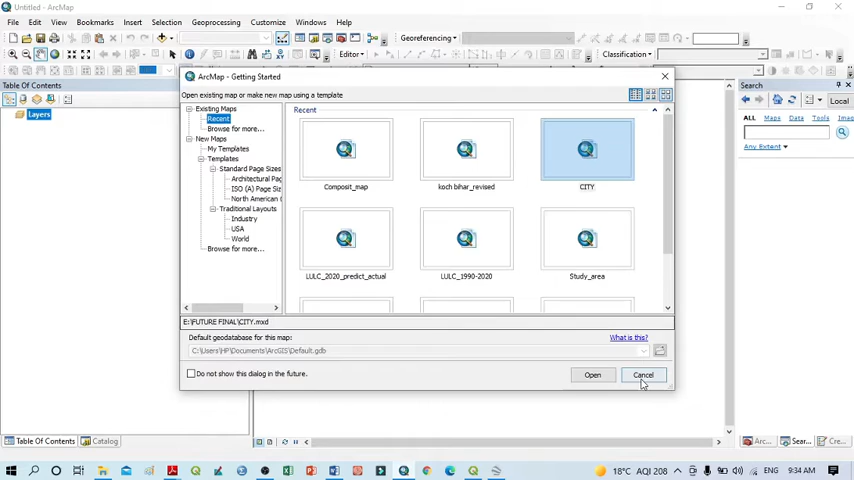 Untitled - ArcMap
File Edit View Bookmarks Insert Selection Geoprocessing Customize Windows Help
Georeferencing
Editor Classification
Table Of Contents
Layers
ArcMap - Getting Started
Open existing map or make new map using a template
Existing Maps
Recent
Browse for more...
New Maps
My Templates
Templates
Standard Page Sizes
Architectural Pag
ISO (A) Page Siz
North American (
Traditional Layouts
Industry
USA
World
Browse for more...
Recent
Composit_map koch bihar_revised CITY
LULC_2020_predict_actual LULC_1990-2020 Study_area
E:\FUTURE FINAL\CITY.mxd
Default geodatabase for this map: What is this?
C:\Users\HP\Documents\ArcGIS\Default.gdb
Do not show this dialog in the future.
Open Cancel
Search
Local
ALL Maps Data Tools Imag
Any Extent
Table Of Contents Catalog
Arc... Sear... Cre...
18°C AQI 208 ENG 9:34 AM